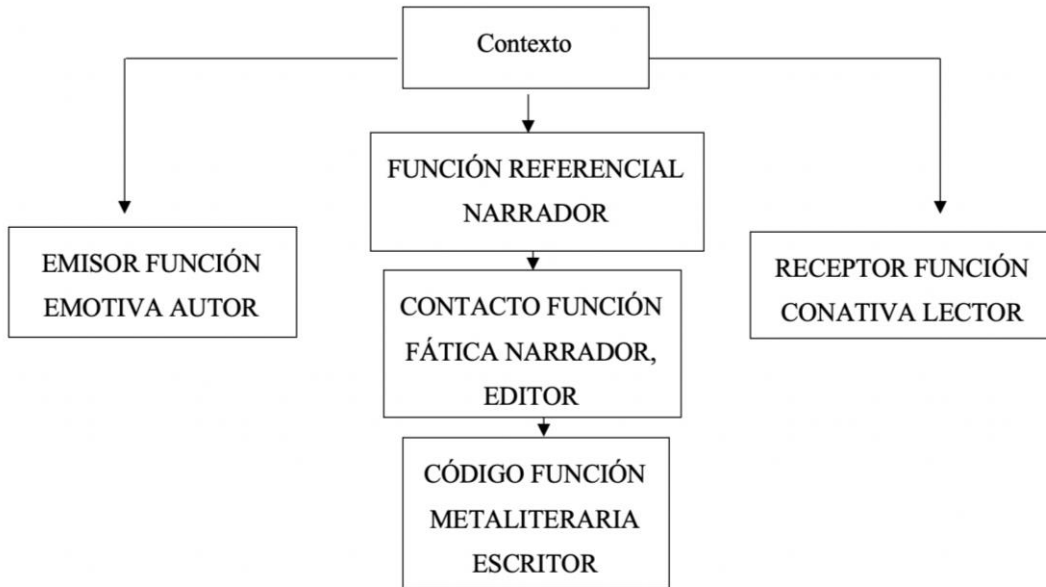 Contexto
FUNCIÓN REFERENCIAL
NARRADOR
EMISOR FUNCIÓN
EMOTIVA AUTOR
RECEPTOR FUNCIÓN
CONATIVA LECTOR
CONTACTO FUNCIÓN
FÁTICA NARRADOR,
EDITOR
CÓDIGO FUNCIÓN
METALITERARIA
ESCRITOR